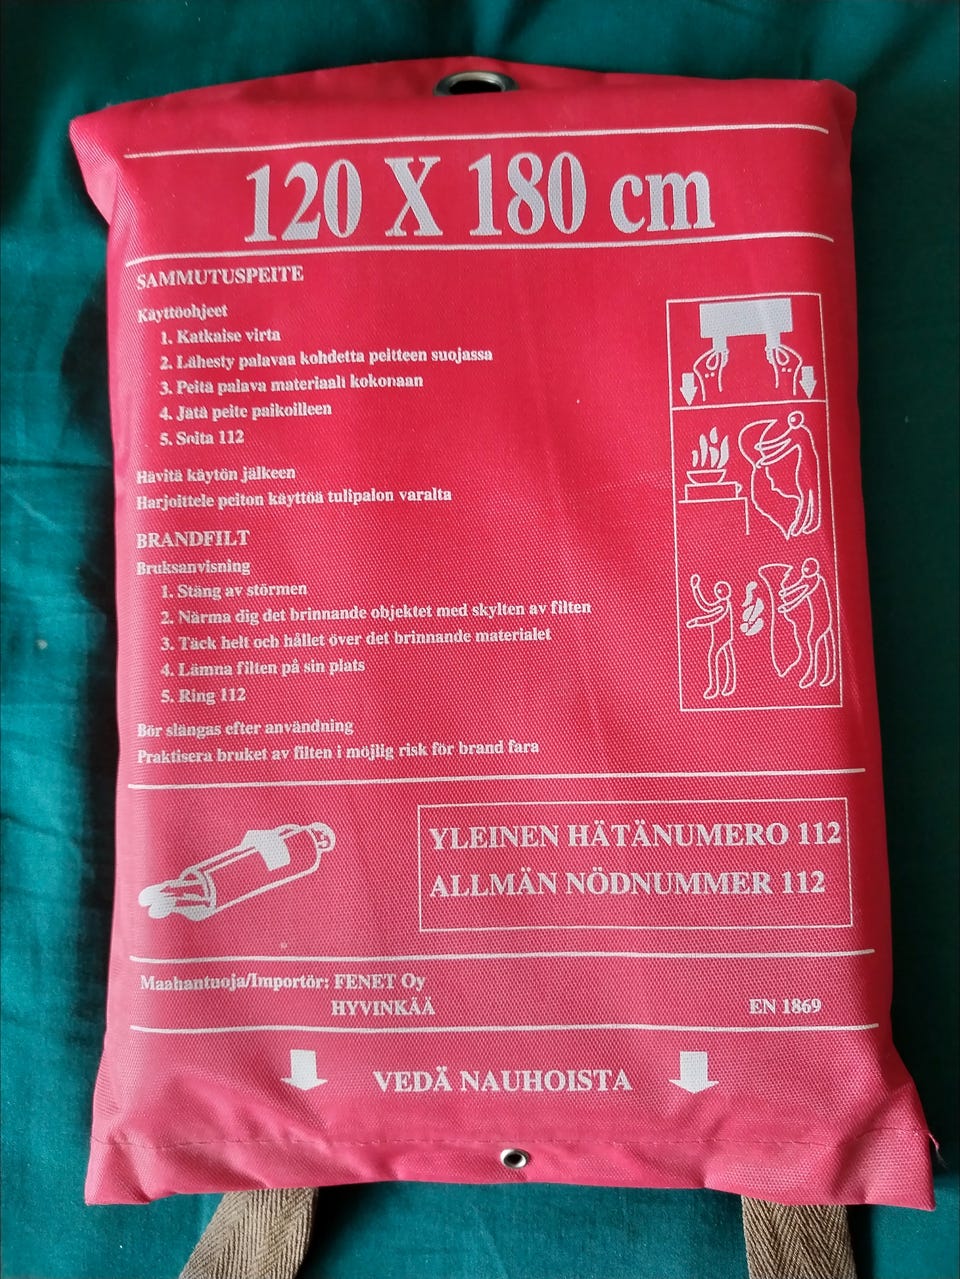 120 X 180 cm
SAMMUTUSPEITE
Käyttöohjeet
1. Katkaise virta
2. Lähesty palavaa kohdetta peitteen suojassa
3. Peitä palava materiaali kokonaan
4. Jätä peite paikoilleen
5. Soita 112
Hävitä käytön jälkeen
Harjoittele peiton käyttöä tulipalon varalta
BRANDFILT
Bruksanvisning
1. Stäng av störmen
2. Närma dig det brinnande objektet med skylten av filten
3. Täck helt och hållet över det brinnande materialet
4. Lämna filten på sin plats
5. Ring 112
Bör slängas efter användning
Praktisera bruket av filten i möjlig risk för brand fara
YLEINEN HÄTÄNUMERO 112
ALLMÄN NÖDNUMMER 112
Maahantuoja/Importör: FENET Oy
HYVINKÄÄ
EN 1869
VEDÄ NAUHOISTA